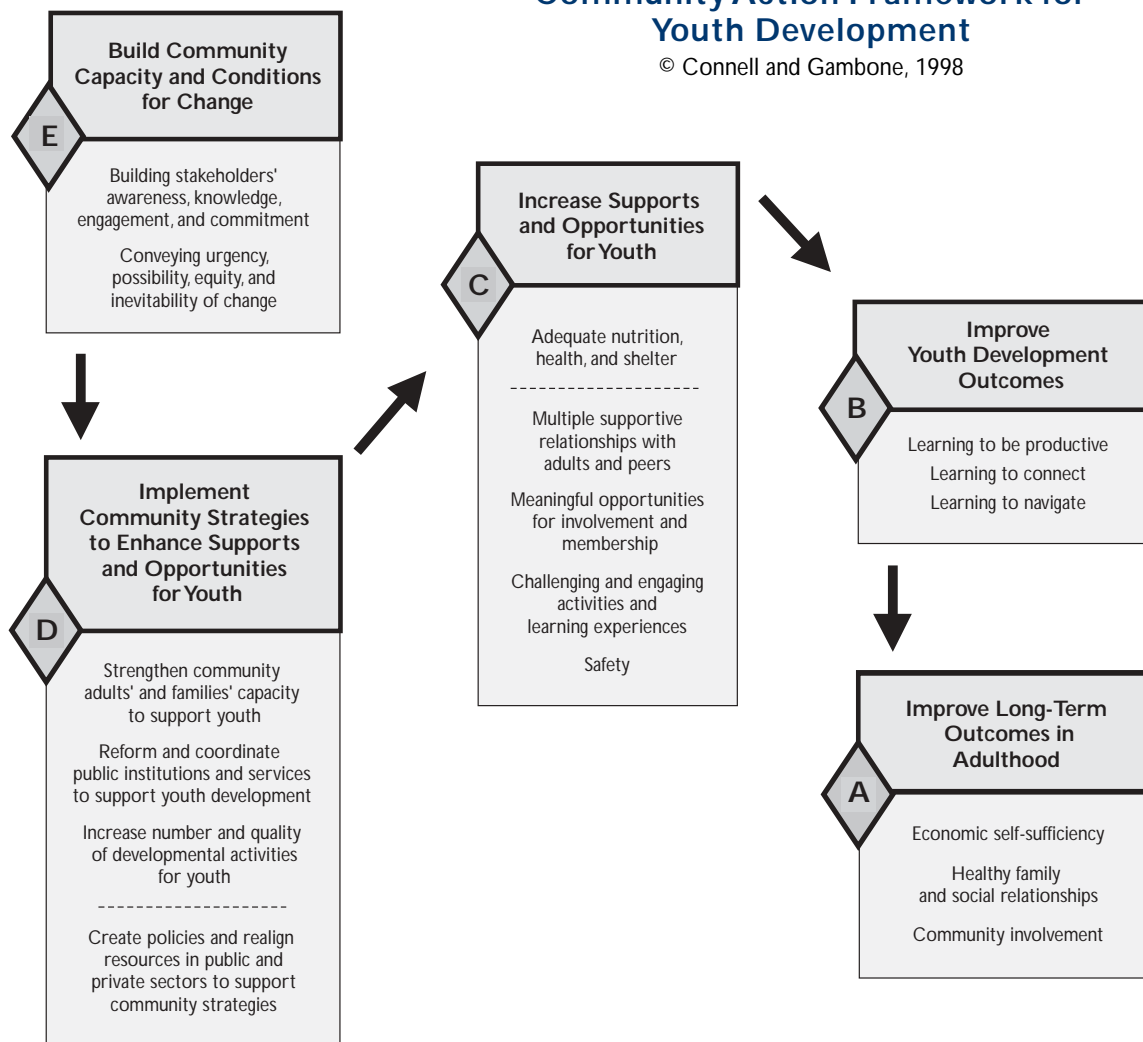 Community Action Framework for
Youth Development
© Connell and Gambone, 1998
Build Community
Capacity and Conditions
for Change
E
Building stakeholders'
awareness, knowledge,
engagement, and commitment
Conveying urgency,
possibility, equity, and
inevitability of change
Implement
Community Strategies
to Enhance Supports
and Opportunities
for Youth
D
Strengthen community
adults' and families' capacity
to support youth
Reform and coordinate
public institutions and services
to support youth development
Increase number and quality
of developmental activities
for youth
Create policies and realign
resources in public and
private sectors to support
community strategies
Increase Supports
and Opportunities
for Youth
C
Adequate nutrition,
health, and shelter
Multiple supportive
relationships with
adults and peers
Meaningful opportunities
for involvement and
membership
Challenging and engaging
activities and
learning experiences
Safety
Improve
Youth Development
Outcomes
B
Learning to be productive
Learning to connect
Learning to navigate
Improve Long-Term
Outcomes in
Adulthood
A
Economic self-sufficiency
Healthy family
and social relationships
Community involvement